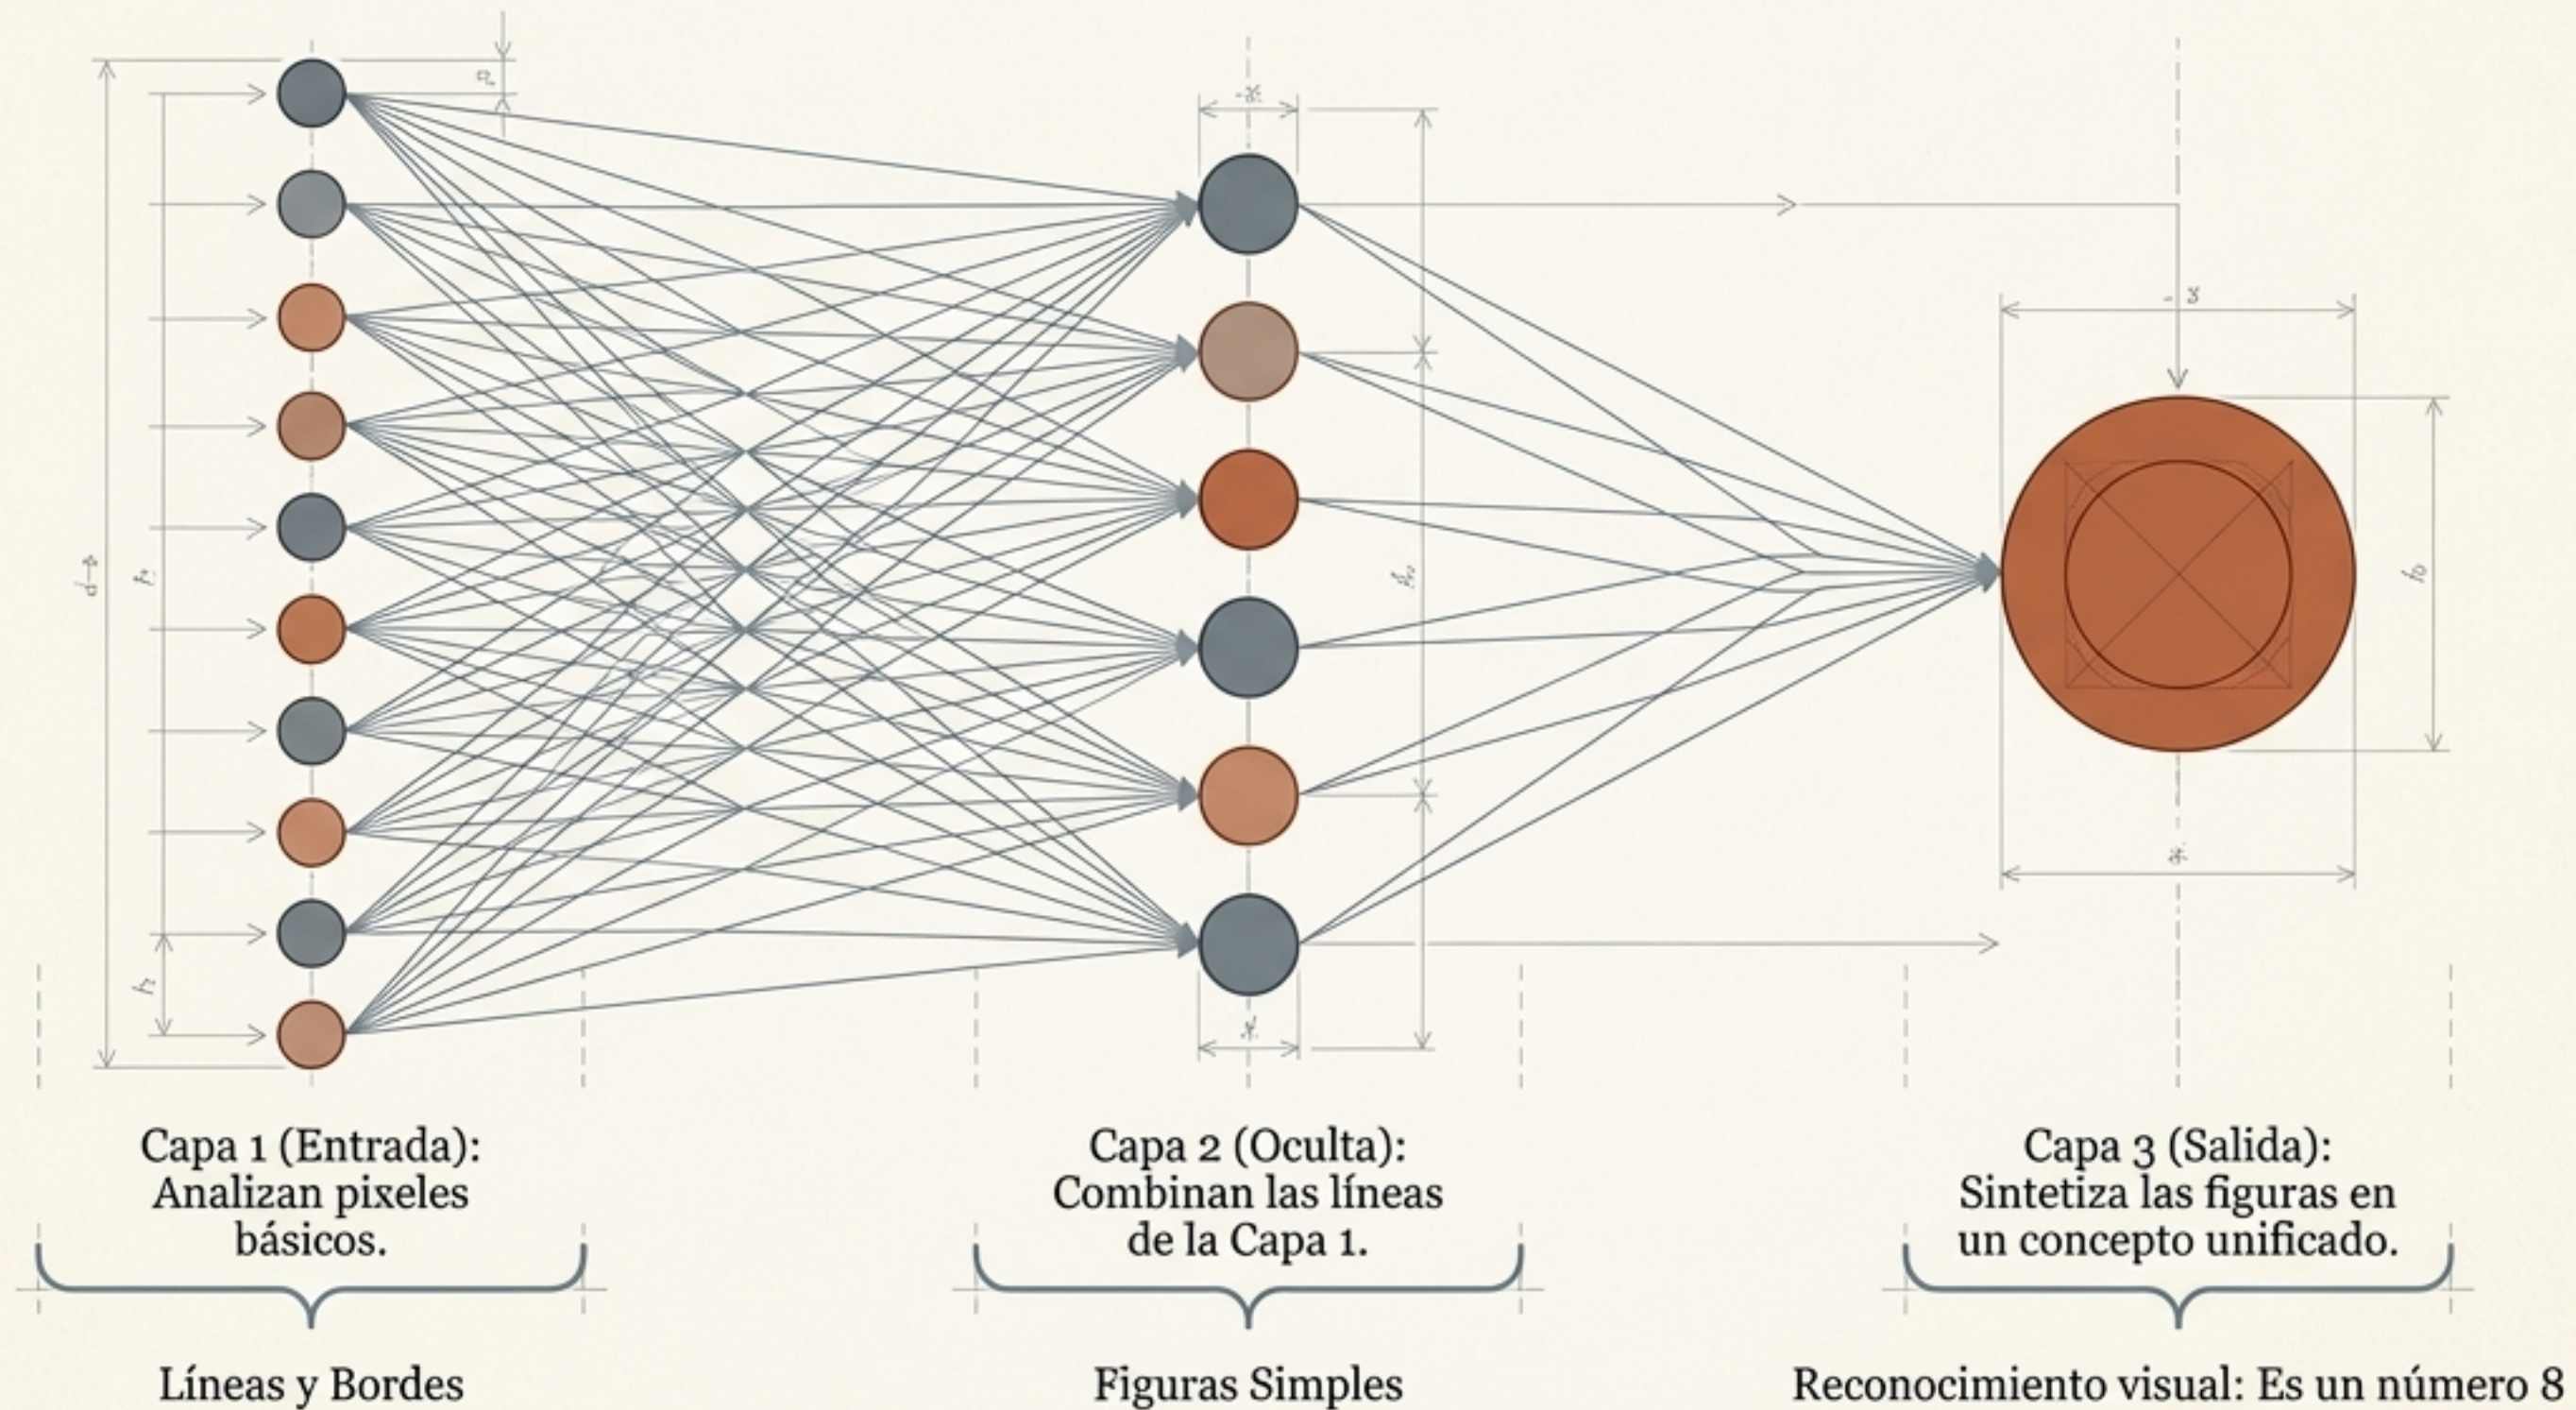 Capa 1 (Entrada):
Analizan pixeles
básicos.
Líneas y Bordes
Capa 2 (Oculta):
Combinan las líneas
de la Capa 1.
Figuras Simples
Capa 3 (Salida):
Sintetiza las figuras en
un concepto unificado.
Reconocimiento visual: Es un número 8